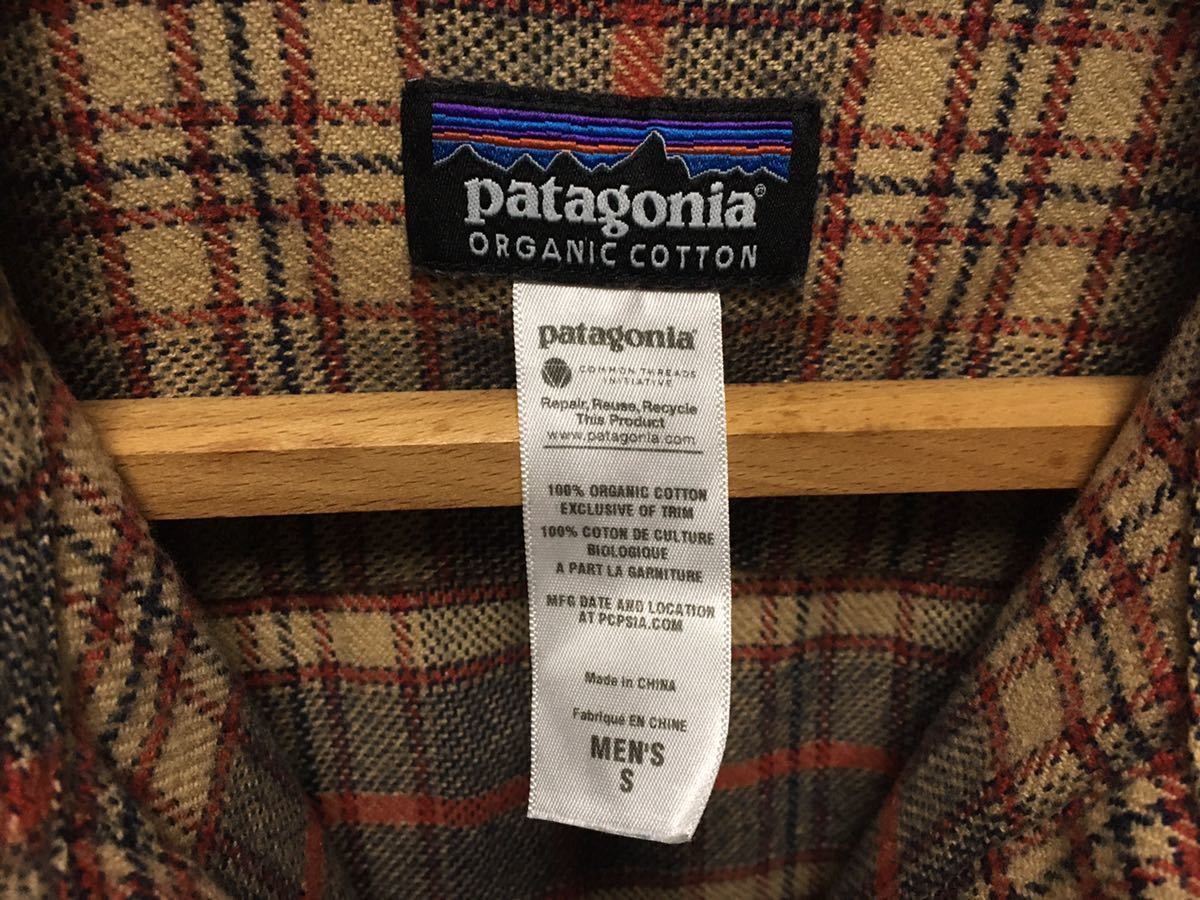 patagonia®
ORGANIC COTTON
patagonia®
COMMON THREADS
INITIATIVE
Repair, Reuse, Recycle
This Product
www.patagonia.com
100% ORGANIC COTTON
EXCLUSIVE OF TRIM
100% COTON DE CULTURE
BIOLOGIQUE
A PART LA GARNITURE
MFG DATE AND LOCATION
AT PCPSIA.COM
Made in CHINA
Fabriqué EN CHINE
MEN'S
S